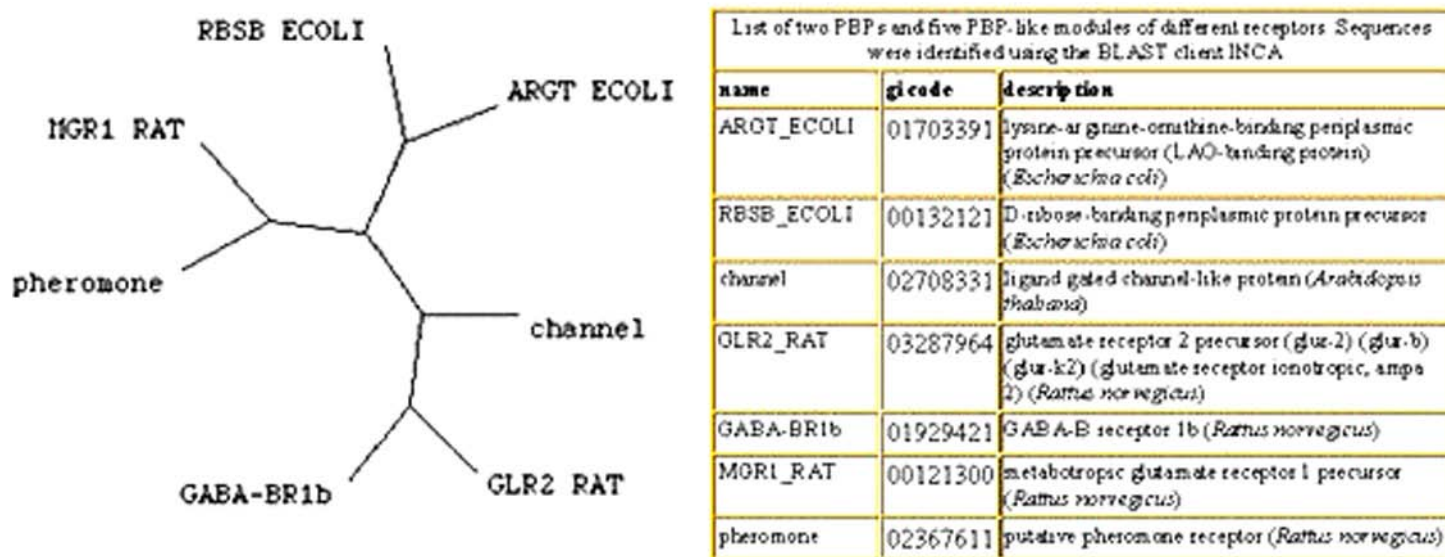 RBSB ECOLI
ARGT ECOLI
MGR1 RAT
pheromone
channel
GABA-BR1b
GLR2 RAT
List of two PBPs and five PBP-like modules of different receptors. Sequences
were identified using the BLAST client INCA
name gi code description
ARGT_ECOLI 01703391 lysine-arginine-ornithine-binding periplasmic
protein precursor (LAO-binding protein)
(Escherichia coli)
RBSB_ECOLI 00132121 D-ribose-binding periplasmic protein precursor
(Escherichia coli)
channel 02708331 ligand gated channel-like protein (Arabidopsis
thaliana)
GLR2_RAT 03287964 glutamate receptor 2 precursor (glur-2) (glur-b)
(glur-k2) (glutamate receptor ionotropic, ampa
2) (Rattus norvegicus)
GABA-BR1b 01929421 GABA-B receptor 1b (Rattus norvegicus)
MGR1_RAT 00121300 metabotropic glutamate receptor 1 precursor
(Rattus norvegicus)
pheromone 02367611 putative pheromone receptor (Rattus norvegicus)